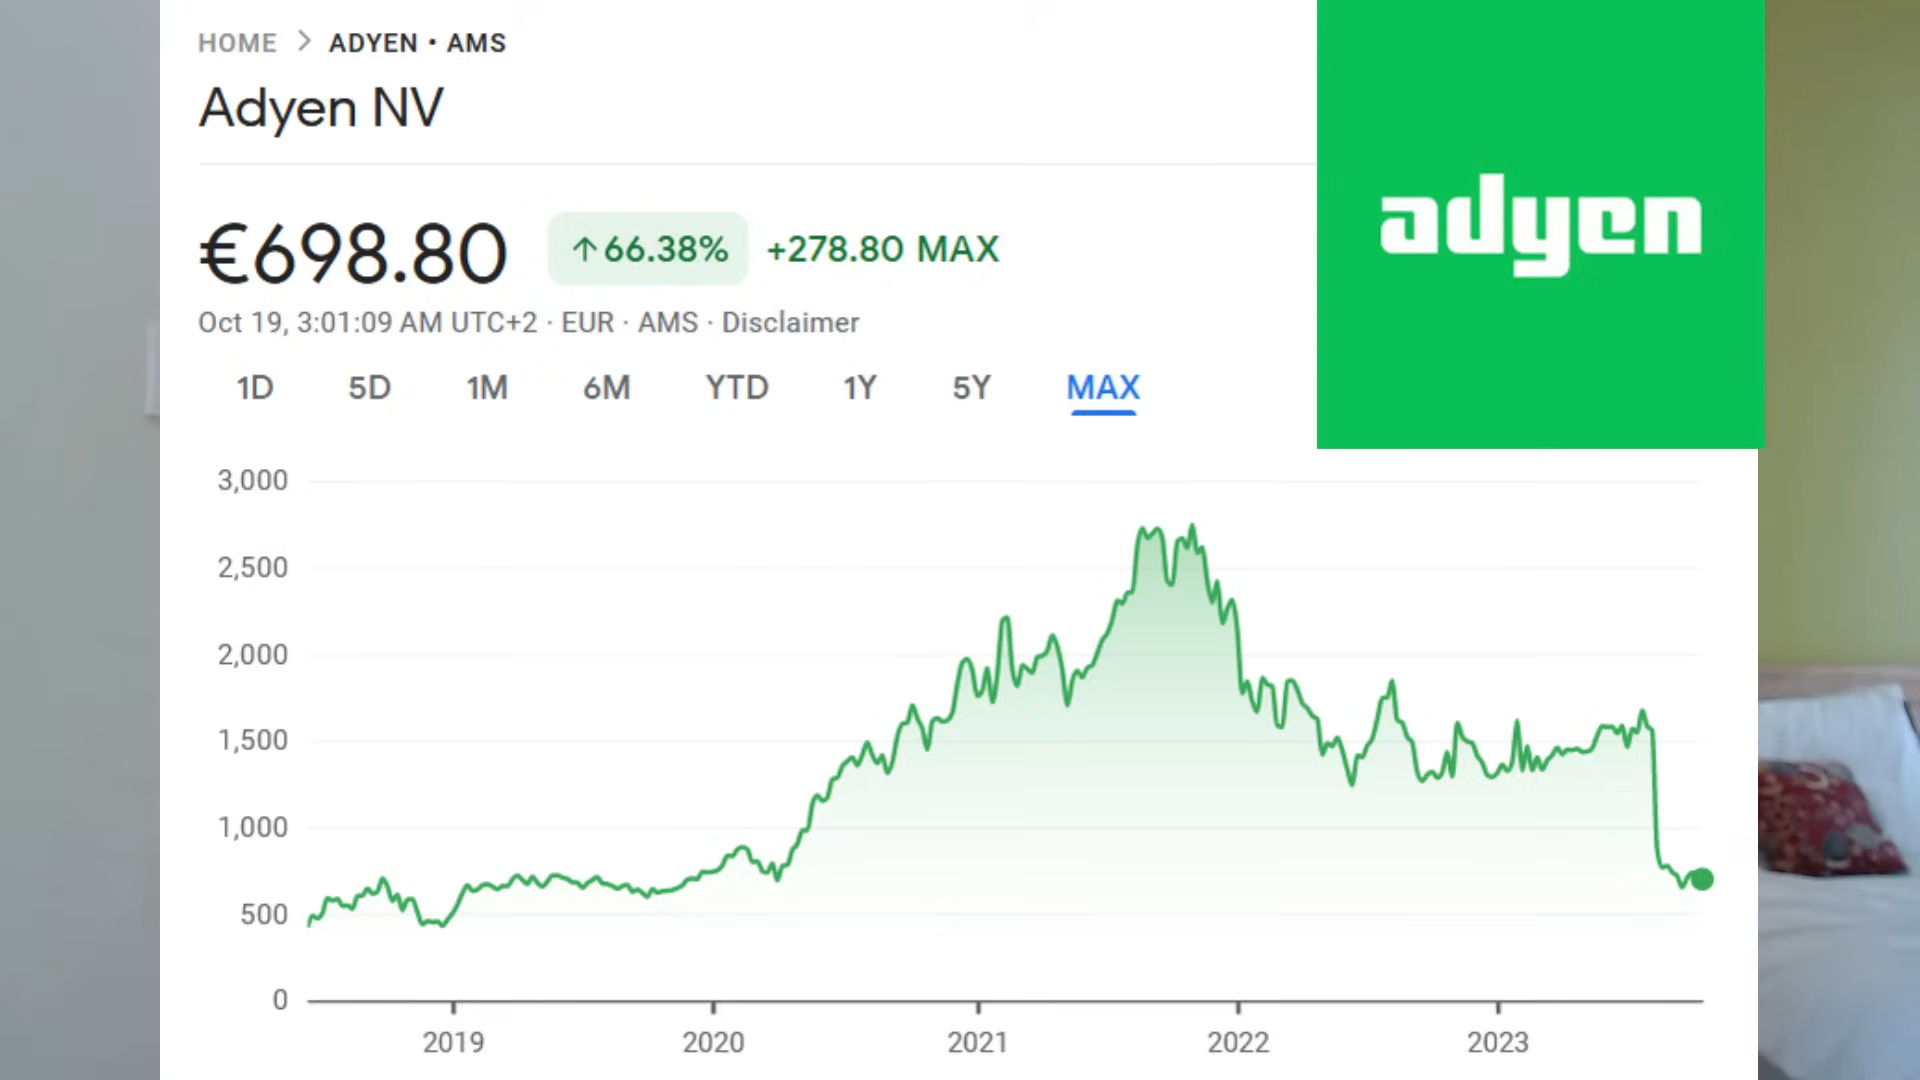 HOME > ADYEN • AMS
Adyen NV
adyen
€698.80 ↑66.38% +278.80 MAX
Oct 19, 3:01:09 AM UTC+2 · EUR · AMS · Disclaimer
1D 5D 1M 6M YTD 1Y 5Y MAX
3,000
2,500
2,000
1,500
1,000
500
0
2019 2020 2021 2022 2023